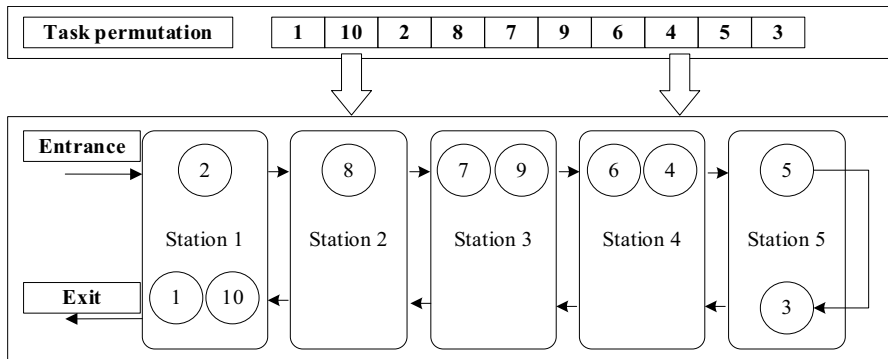 Task permutation 1 10 2 8 7 9 6 4 5 3
Entrance
2 8 7 9 6 4 5
Station 1 Station 2 Station 3 Station 4 Station 5
Exit
1 10 3